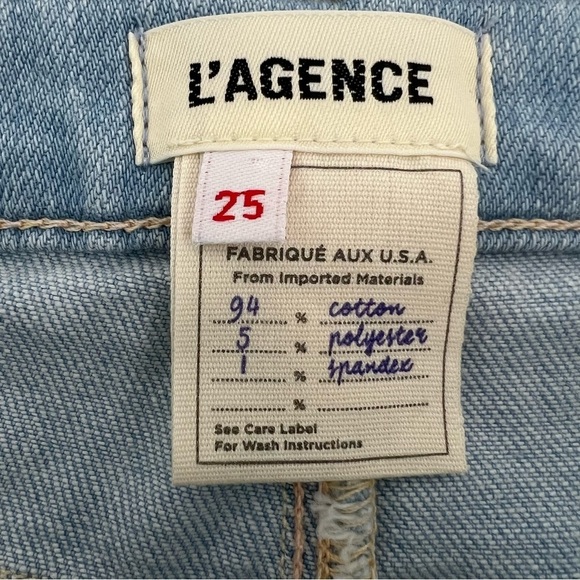 L'AGENCE
25
FABRIQUÉ AUX U.S.A.
From Imported Materials
94 % cotton
5 % polyester
1 % spandex
%
See Care Label
For Wash Instructions